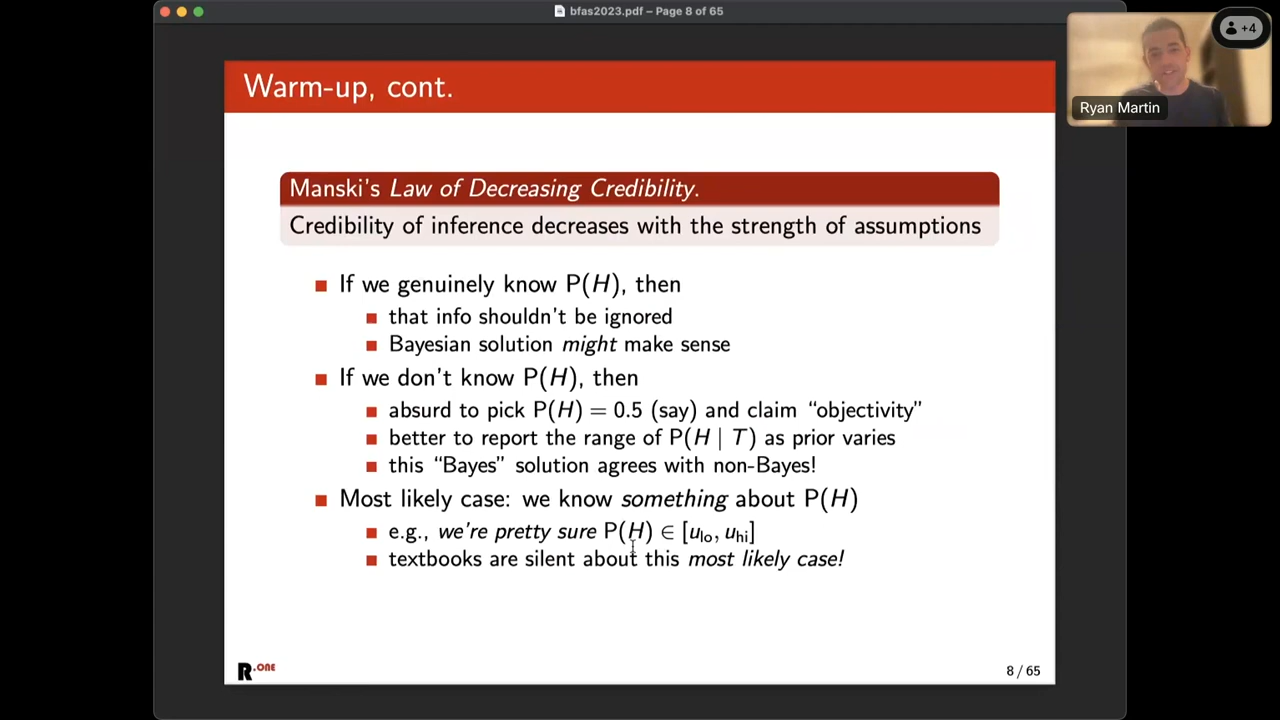 bfas2023.pdf – Page 8 of 65
+4
Ryan Martin
Warm-up, cont.
Manski's Law of Decreasing Credibility.
Credibility of inference decreases with the strength of assumptions
If we genuinely know P(H), then
that info shouldn't be ignored
Bayesian solution might make sense
If we don't know P(H), then
absurd to pick P(H) = 0.5 (say) and claim “objectivity”
better to report the range of P(H | T) as prior varies
this “Bayes” solution agrees with non-Bayes!
Most likely case: we know something about P(H)
e.g., we're pretty sure P(H) ∈ [u_lo, u_hi]
textbooks are silent about this most likely case!
R.ONE
8 / 65